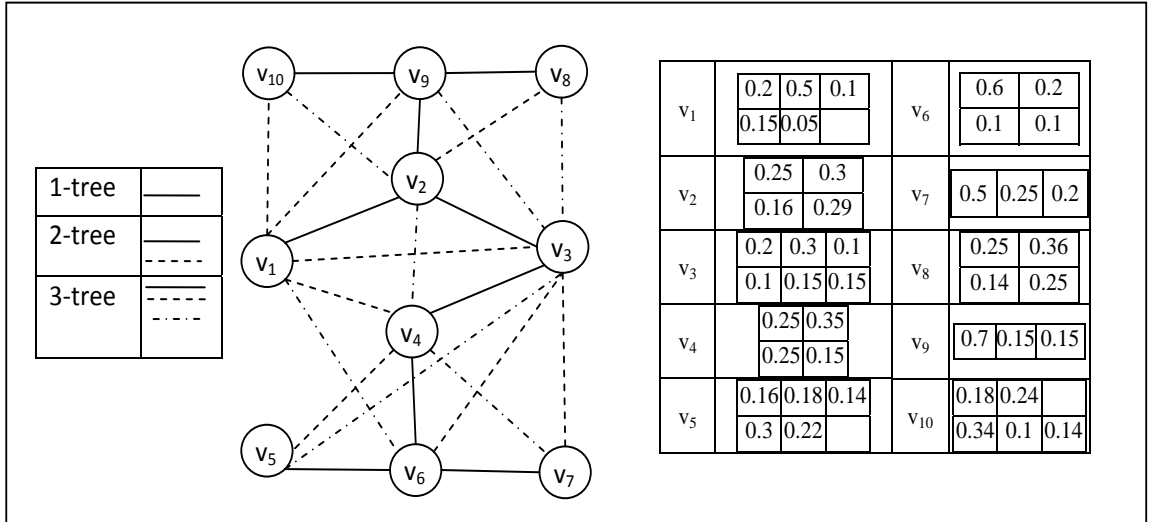 1-tree
2-tree
3-tree
v10
v9
v8
v2
v1
v3
v4
v5
v6
v7
v1 0.2 0.5 0.1 v6 0.6 0.2
0.15 0.05 0.1 0.1
v2 0.25 0.3 v7 0.5 0.25 0.2
0.16 0.29
v3 0.2 0.3 0.1 v8 0.25 0.36
0.1 0.15 0.15 0.14 0.25
v4 0.25 0.35 v9 0.7 0.15 0.15
0.25 0.15
v5 0.16 0.18 0.14 v10 0.18 0.24
0.3 0.22 0.34 0.1 0.14